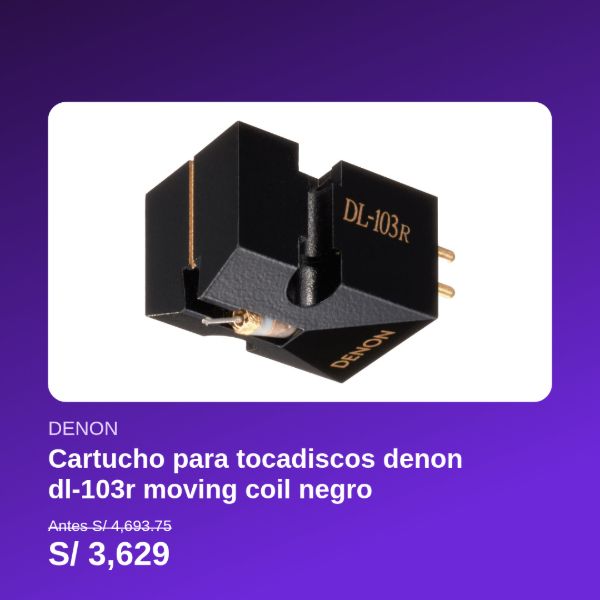 DL-103R
DENON
DENON
Cartucho para tocadiscos denon
dl-103r moving coil negro
Antes S/ 4,693.75
S/ 3,629